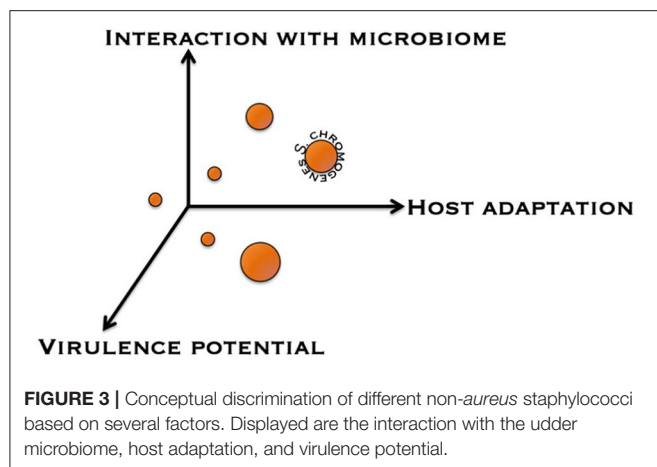 INTERACTION WITH MICROBIOME
S. CHROMOGENES
HOST ADAPTATION
VIRULENCE POTENTIAL
FIGURE 3 | Conceptual discrimination of different non-aureus staphylococci
based on several factors. Displayed are the interaction with the udder
microbiome, host adaptation, and virulence potential.